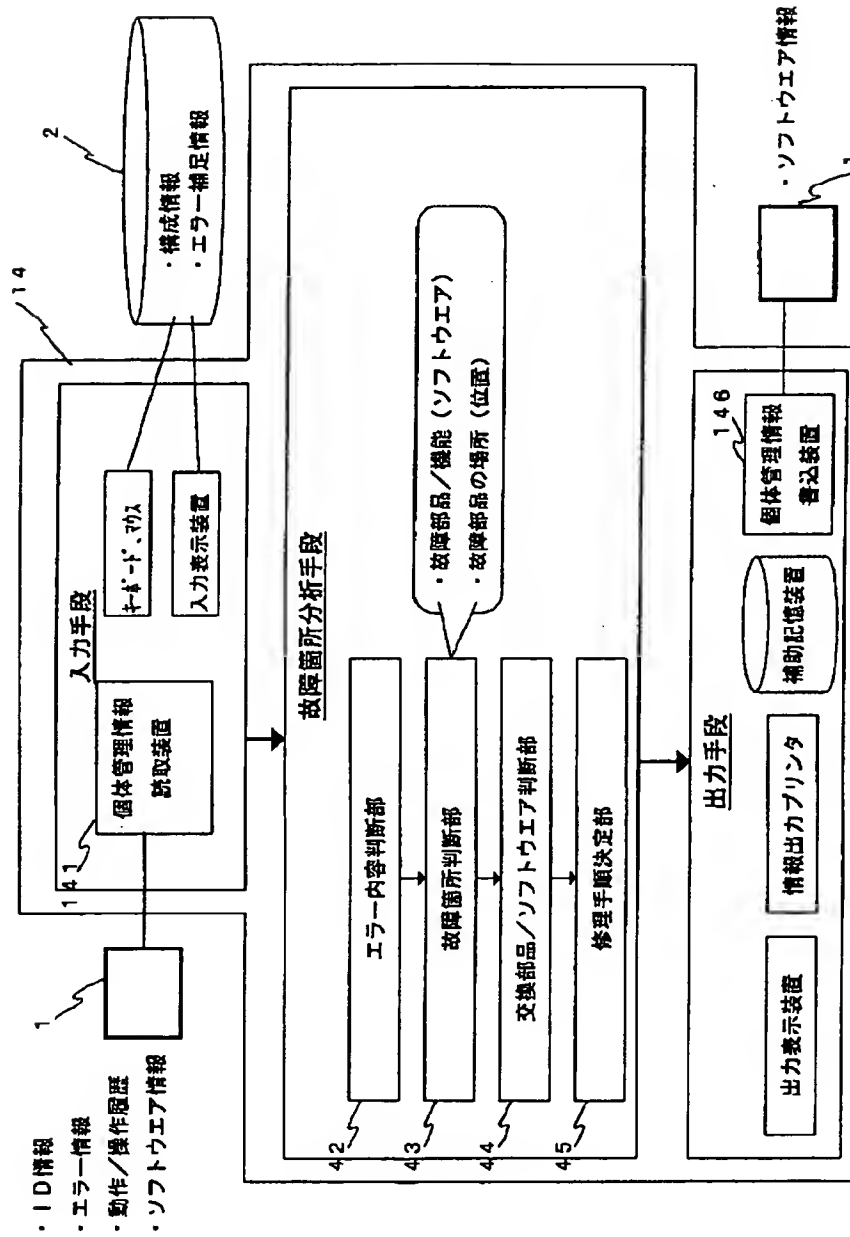 ・ID情報
・エラー情報
・動作／操作履歴
・ソフトウエア情報
1
14
141
入力手段
個体管理情報
読取装置
キーボード、マウス
入力表示装置
2
・構成情報
・エラー補足情報
故障箇所分析手段
42
エラー内容判断部
43
故障箇所判断部
44
交換部品／ソフトウエア判断部
45
修理手順決定部
・故障部品／機能（ソフトウエア）
・故障部品の場所（位置）
出力手段
出力表示装置
情報出力プリンタ
補助記憶装置
146
個体管理情報
書込装置
・ソフトウエア情報